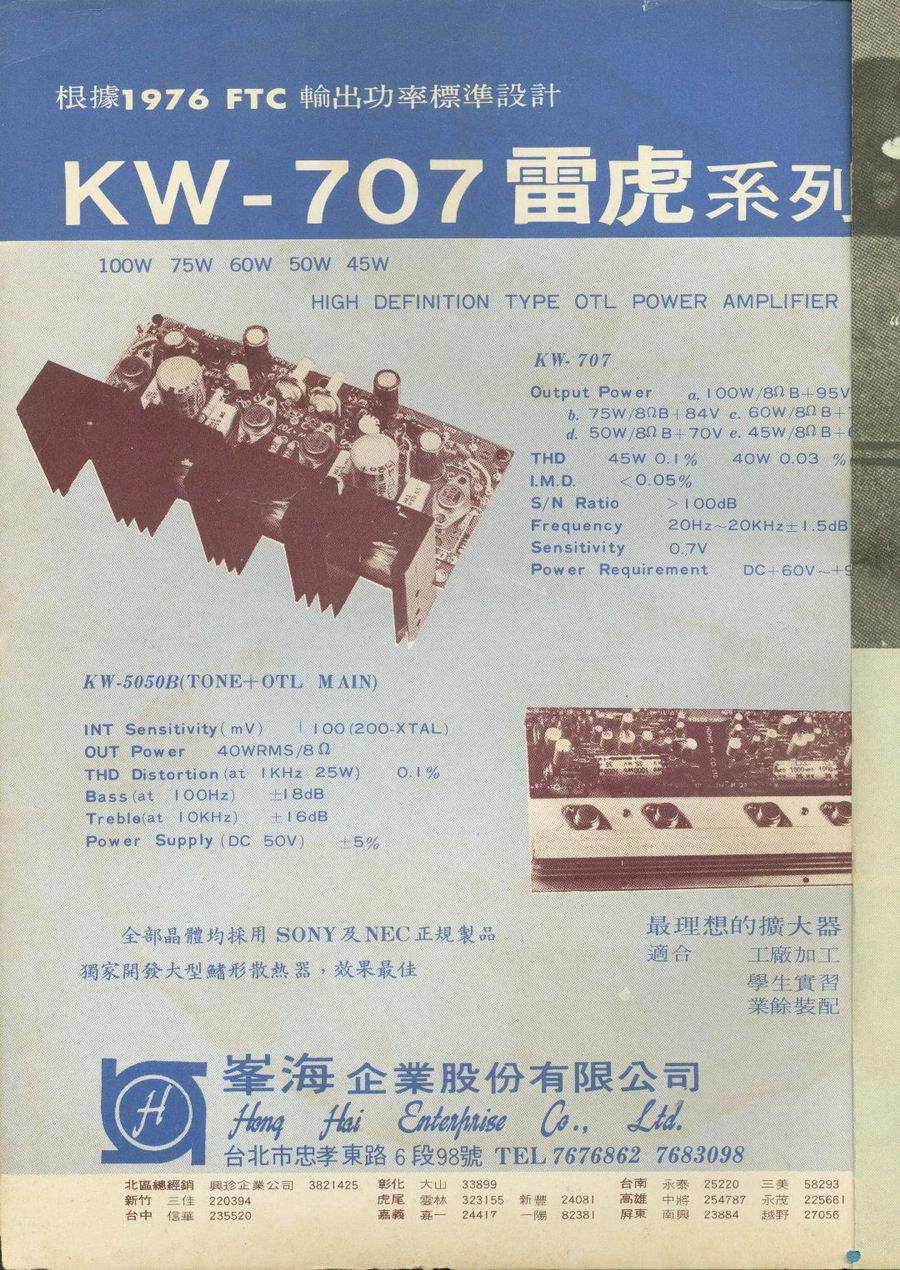 根據1976 FTC 輸出功率標準設計
KW-707雷虎系列
100W 75W 60W 50W 45W
HIGH DEFINITION TYPE OTL POWER AMPLIFIER
KW-707
Output Power a. 100W/8Ω B+95V
b. 75W/8Ω B+84V c. 60W/8Ω B+
d. 50W/8Ω B+70V e. 45W/8Ω B+
THD 45W 0.1% 40W 0.03 %
I.M.D. <0.05%
S/N Ratio >100dB
Frequency 20Hz~20KHz±1.5dB
Sensitivity 0.7V
Power Requirement DC+60V~+9
KW-5050B(TONE+OTL MAIN)
INT Sensitivity(mV) 100(200-XTAL)
OUT Power 40WRMS/8Ω
THD Distortion(at 1KHz 25W) 0.1%
Bass(at 100Hz) ±18dB
Treble(at 10KHz) ±16dB
Power Supply(DC 50V) ±5%
全部晶體均採用 SONY及NEC正規製品
獨家開發大型鰭形散熱器，效果最佳
最理想的擴大器
適合 工廠加工
學生實習
業餘裝配
H
峯海企業股份有限公司
Hong Hai Enterprise Co., Ltd.
台北市忠孝東路6段98號 TEL 7676862 7683098
北區總經銷 興珍企業公司 3821425 彰化 大山 33899 台南 永泰 25220 三美 58293
新竹 三佳 220394 虎尾 雲林 323155 新豐 24081 高雄 中將 254787 永茂 225661
台中 信華 235520 嘉義 嘉一 24417 一陽 82381 屏東 南興 23884 越野 27056